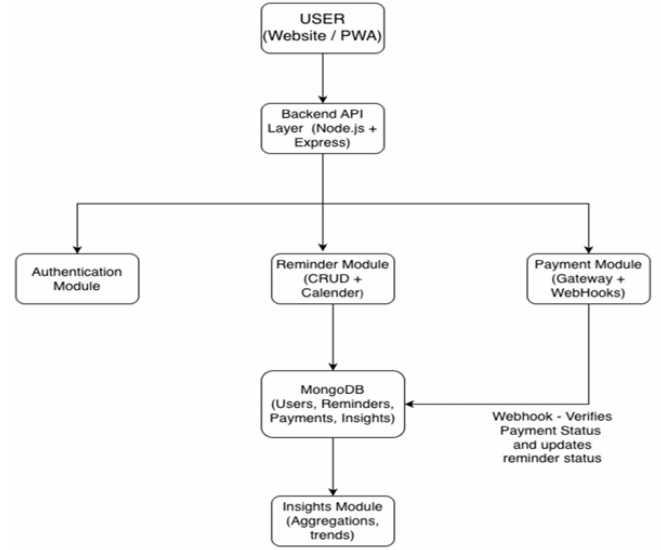 USER
(Website / PWA)
Backend API
Layer (Node.js +
Express)
Authentication
Module
Reminder Module
(CRUD +
Calender)
Payment Module
(Gateway +
WebHooks)
MongoDB
(Users, Reminders,
Payments, Insights)
Webhook - Verifies
Payment Status
and updates
reminder status
Insights Module
(Aggregations,
trends)